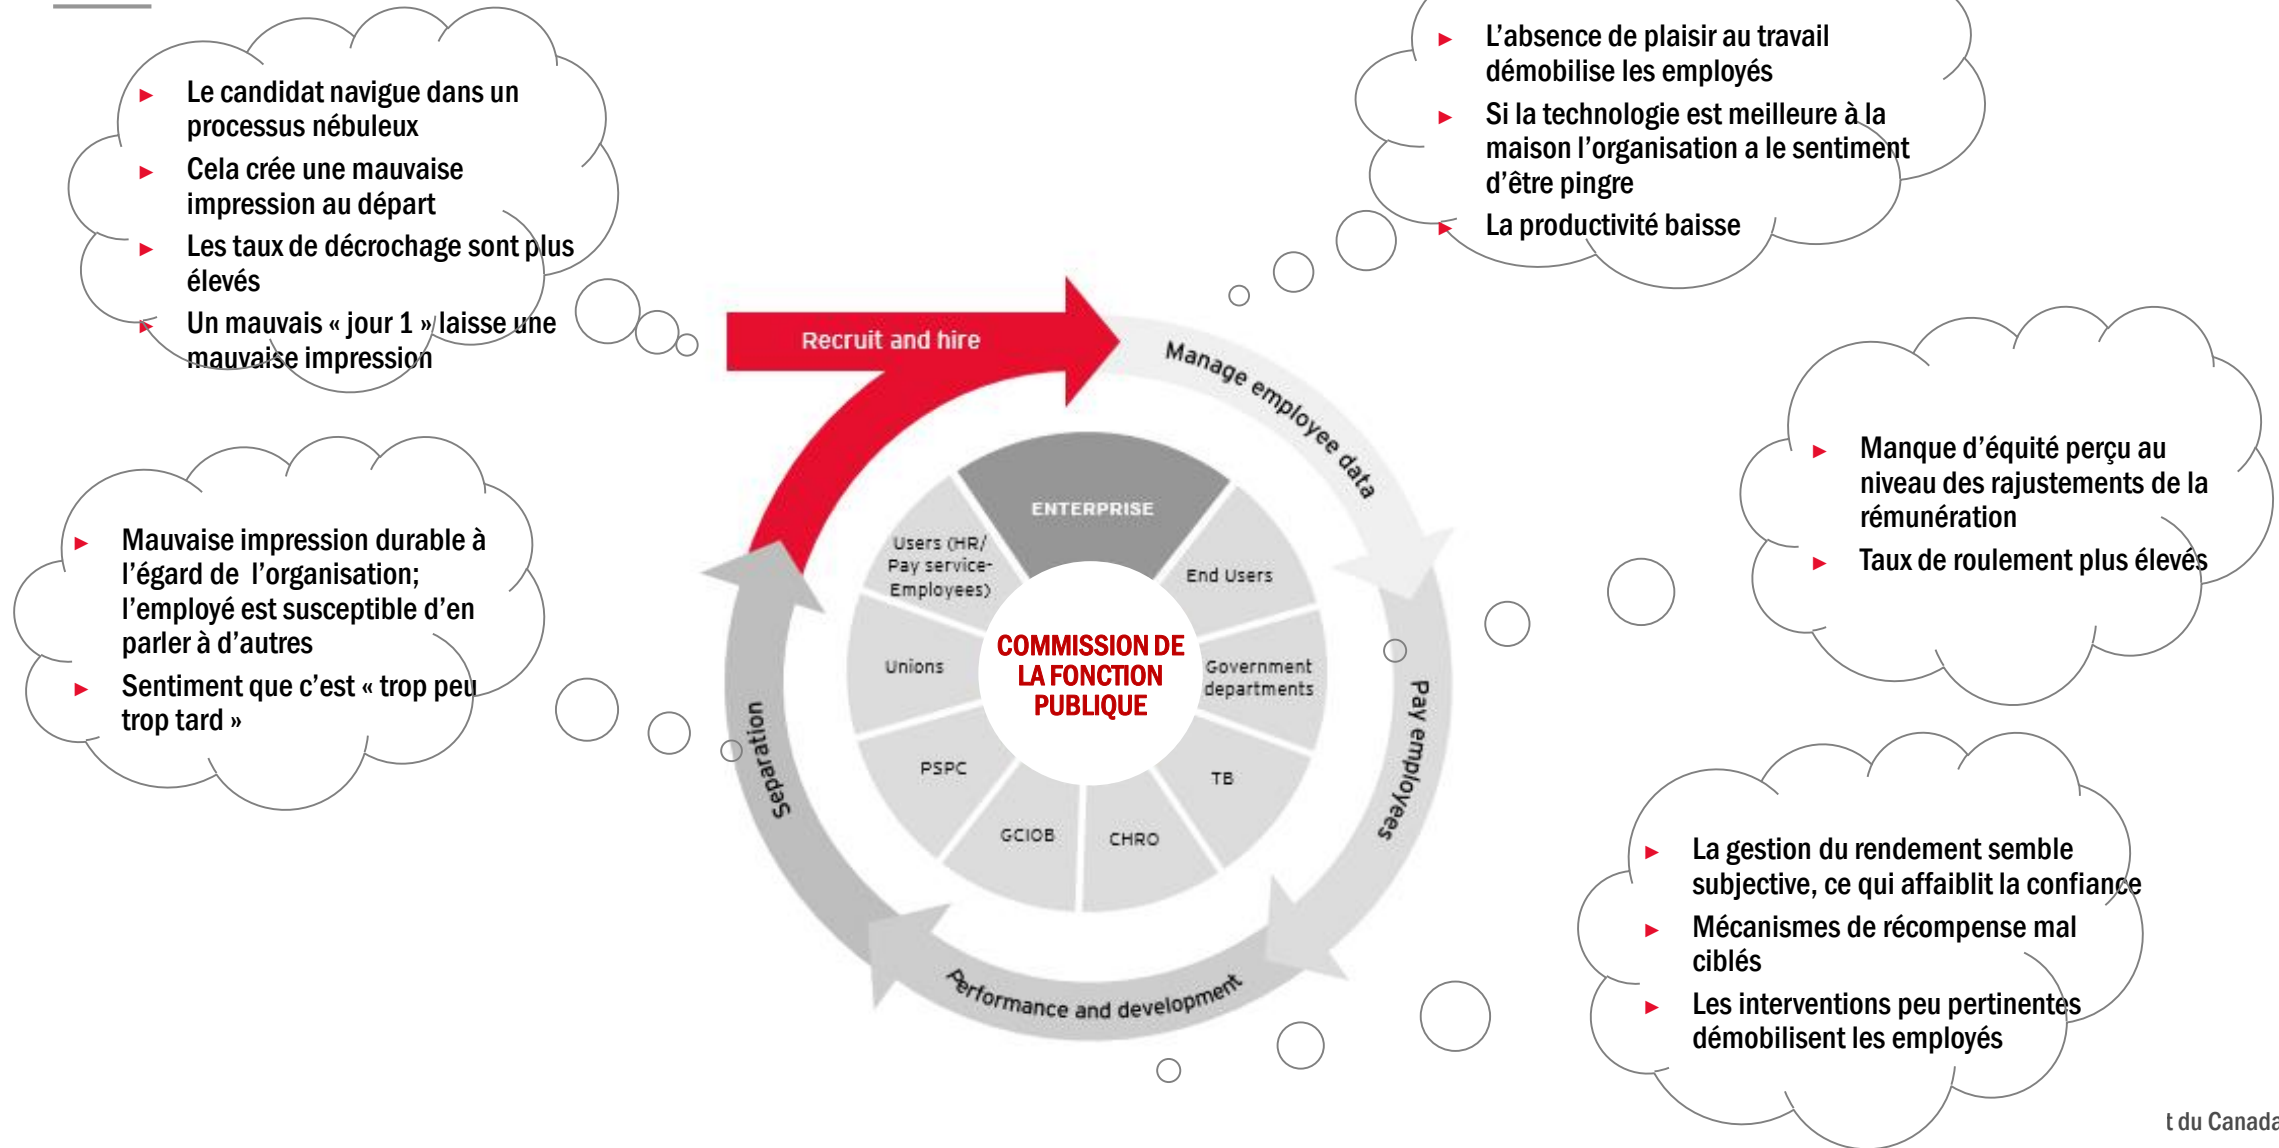 ► Le candidat navigue dans un
processus nébuleux
► Cela crée une mauvaise
impression au départ
► Les taux de décrochage sont plus
élevés
► Un mauvais « jour 1 » laisse une
mauvaise impression
► L'absence de plaisir au travail
démobilise les employés
► Si la technologie est meilleure à la
maison l'organisation a le sentiment
d'être pingre
► La productivité baisse
► Manque d'équité perçu au
niveau des rajustements de la
rémunération
► Taux de roulement plus élevés
► La gestion du rendement semble
subjective, ce qui affaiblit la confiance
► Mécanismes de récompense mal
ciblés
► Les interventions peu pertinentes
démobilisent les employés
► Mauvaise impression durable à
l'égard de l'organisation;
l'employé est susceptible d'en
parler à d'autres
► Sentiment que c'est « trop peu
trop tard »
Recruit and hire
Manage employee data
Pay employees
Performance and development
Separation
ENTERPRISE
End Users
Government
departments
TB
CHRO
GCIOB
PSPC
Unions
Users (HR/
Pay service-
Employees)
COMMISSION DE
LA FONCTION
PUBLIQUE
t du Canada